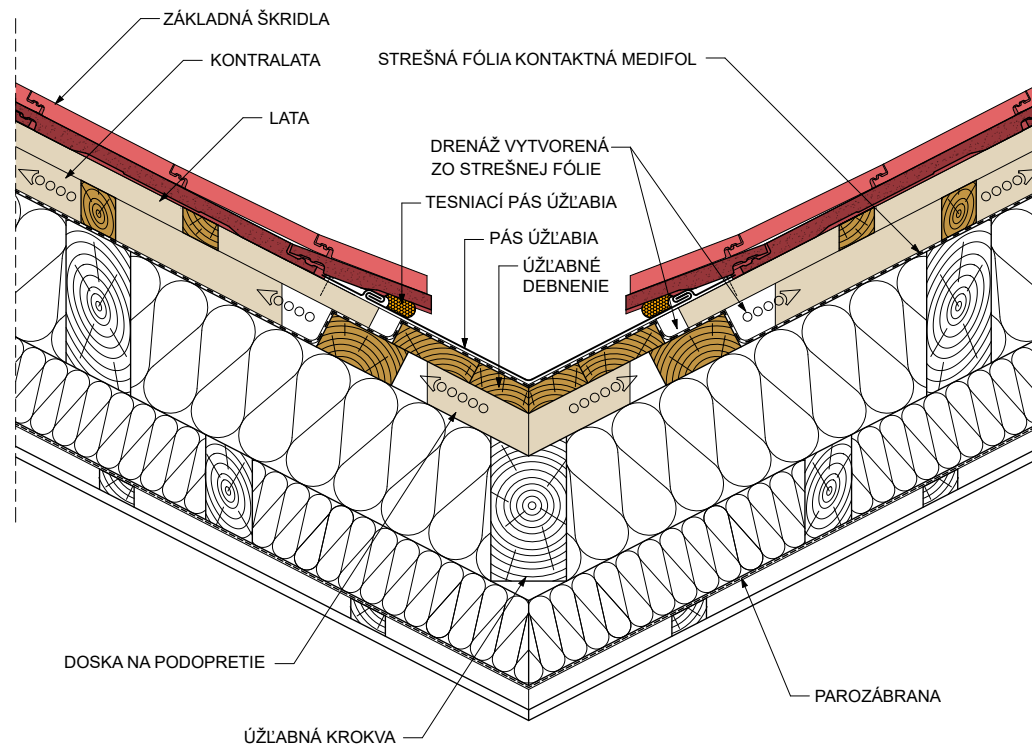 ZÁKLADNÁ ŠKRIDLA
KONTRALATA
STREŠNÁ FÓLIA KONTAKTNÁ MEDIFOL
LATA
DRENÁŽ VYTVORENÁ
ZO STREŠNEJ FÓLIE
TESNIACÍ PÁS ÚŽĽABIA
PÁS ÚŽĽABIA
ÚŽĽABNÉ
DEBNENIE
DOSKA NA PODOPRETIE
PAROZÁBRANA
ÚŽĽABNÁ KROKVA